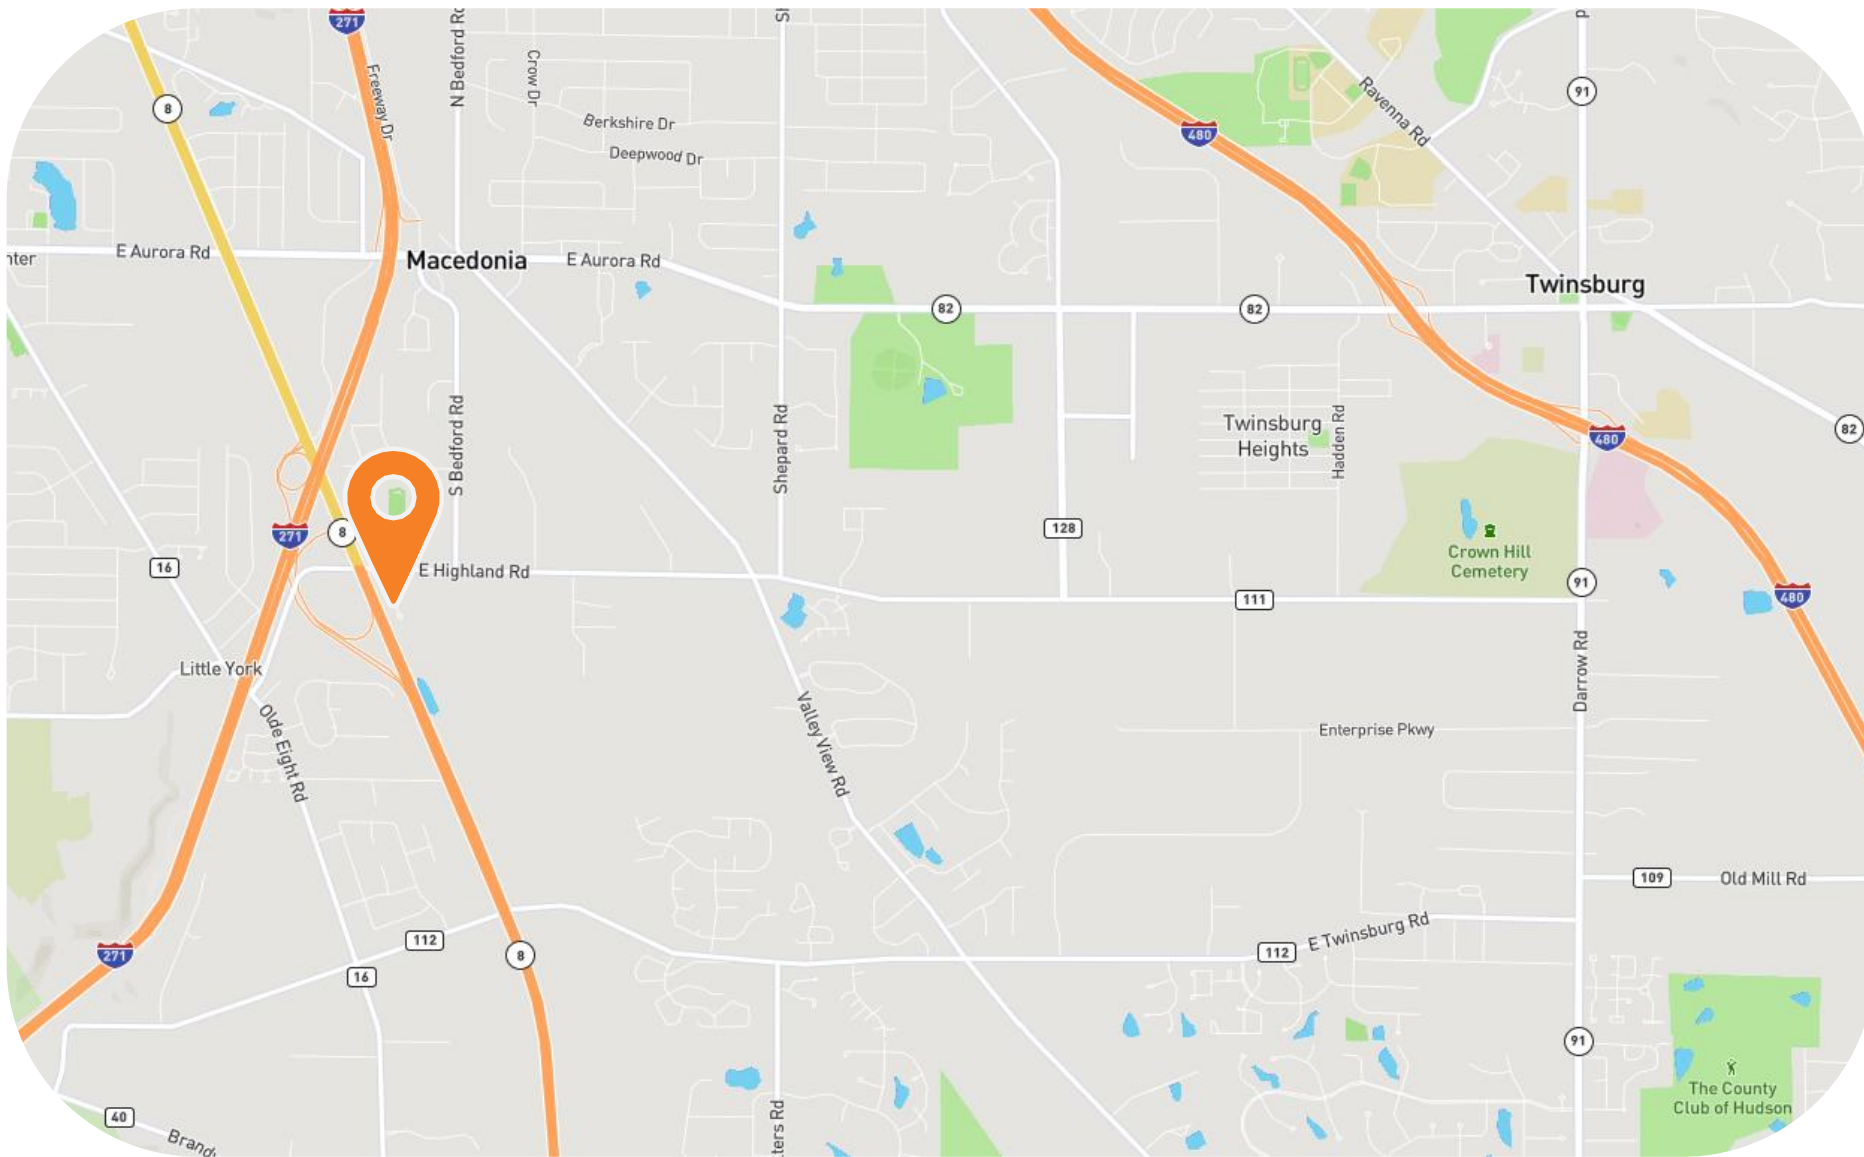 271
N Bedford Rd
Freeway Dr
Crow Dr
8
91
Ravenna Rd
480
Berkshire Dr
Deepwood Dr
E Aurora Rd
Macedonia
E Aurora Rd
Twinsburg
82
82
S Bedford Rd
Shepard Rd
Twinsburg
Heights
Hadden Rd
480
82
271
8
128
Crown Hill
Cemetery
16
E Highland Rd
91
111
480
Little York
Darrow Rd
Olde Eight Rd
Valley View Rd
Enterprise Pkwy
109
Old Mill Rd
112
E Twinsburg Rd
112
271
8
16
91
The County
Club of Hudson
40